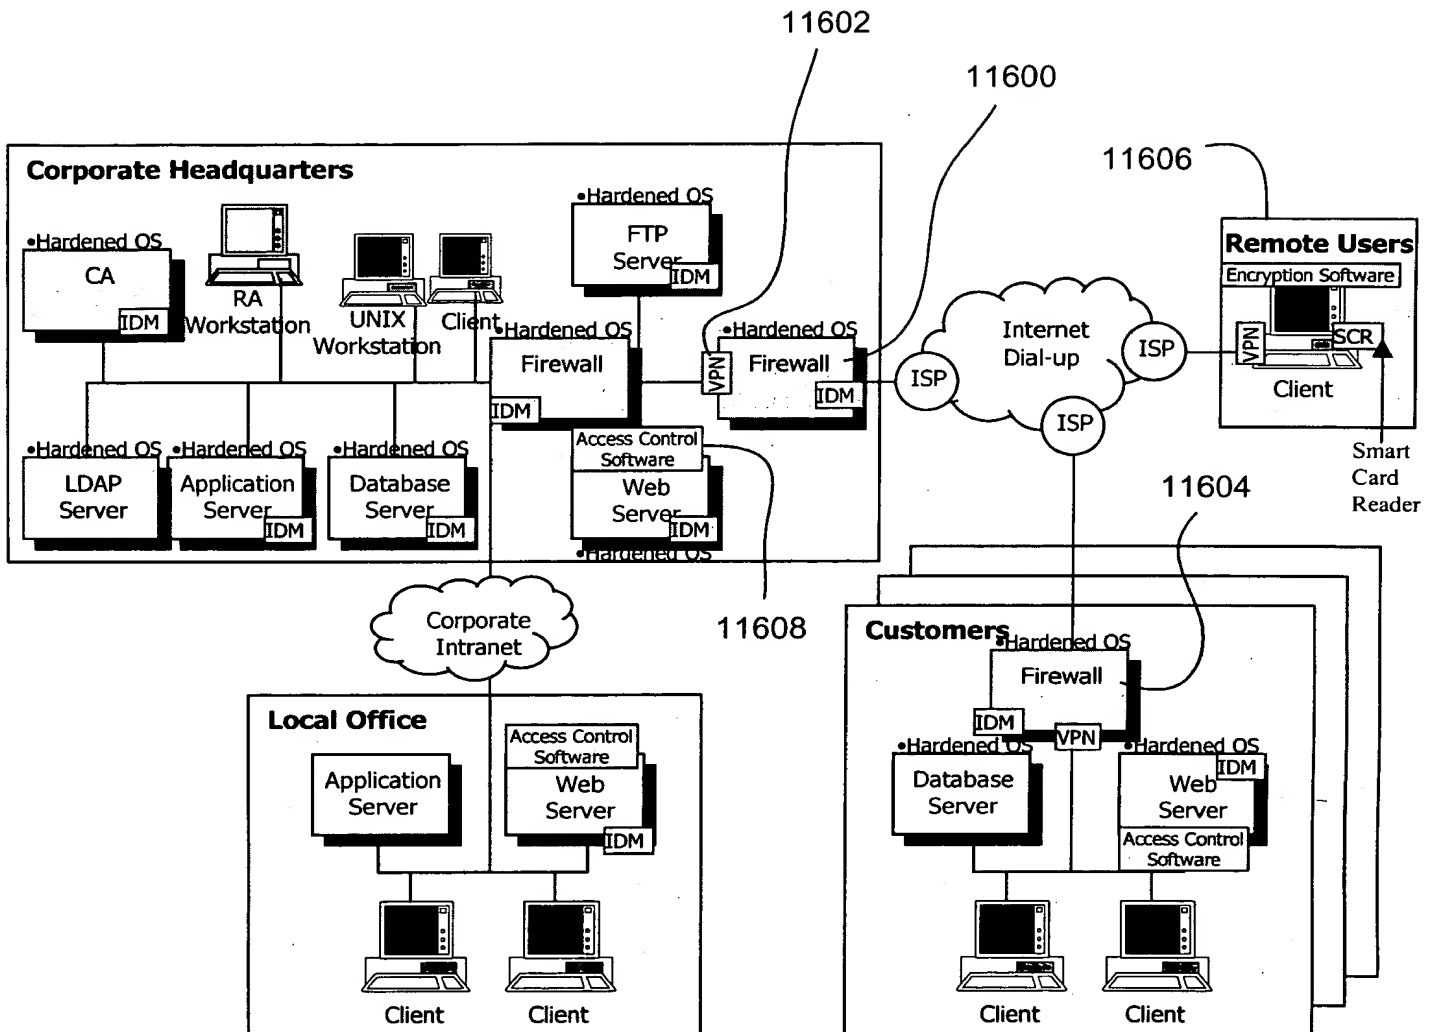 11602
11600
11606
Corporate Headquarters
•Hardened OS
CA
IDM
RA
Workstation
UNIX
Workstation
Client
•Hardened OS
FTP
Server
IDM
•Hardened OS
Firewall
IDM
VPN
•Hardened OS
Firewall
IDM
ISP
Internet
Dial-up
ISP
ISP
Remote Users
Encryption Software
VPN
SCR
Client
Smart
Card
Reader
•Hardened OS
LDAP
Server
•Hardened OS
Application
Server
IDM
•Hardened OS
Database
Server
IDM
Access Control
Software
Web
Server
IDM
•Hardened OS
11604
11608
Corporate
Intranet
Local Office
Application
Server
Access Control
Software
Web
Server
IDM
Client
Client
Customers
•Hardened OS
Firewall
IDM
VPN
•Hardened OS
Database
Server
•Hardened OS
IDM
Web
Server
Access Control
Software
Client
Client